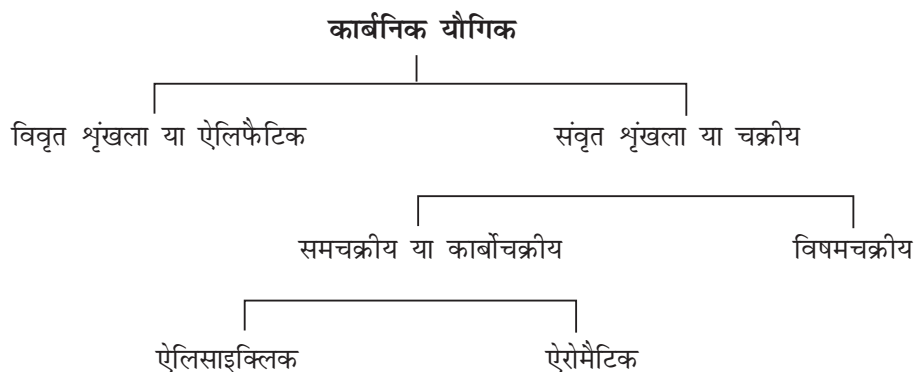 कार्बनिक यौगिक
विवृत शृंखला या ऐलिफैटिक संवृत शृंखला या चक्रीय
समचक्रीय या कार्बोचक्रीय विषमचक्रीय
ऐलिसाइक्लिक ऐरोमैटिक